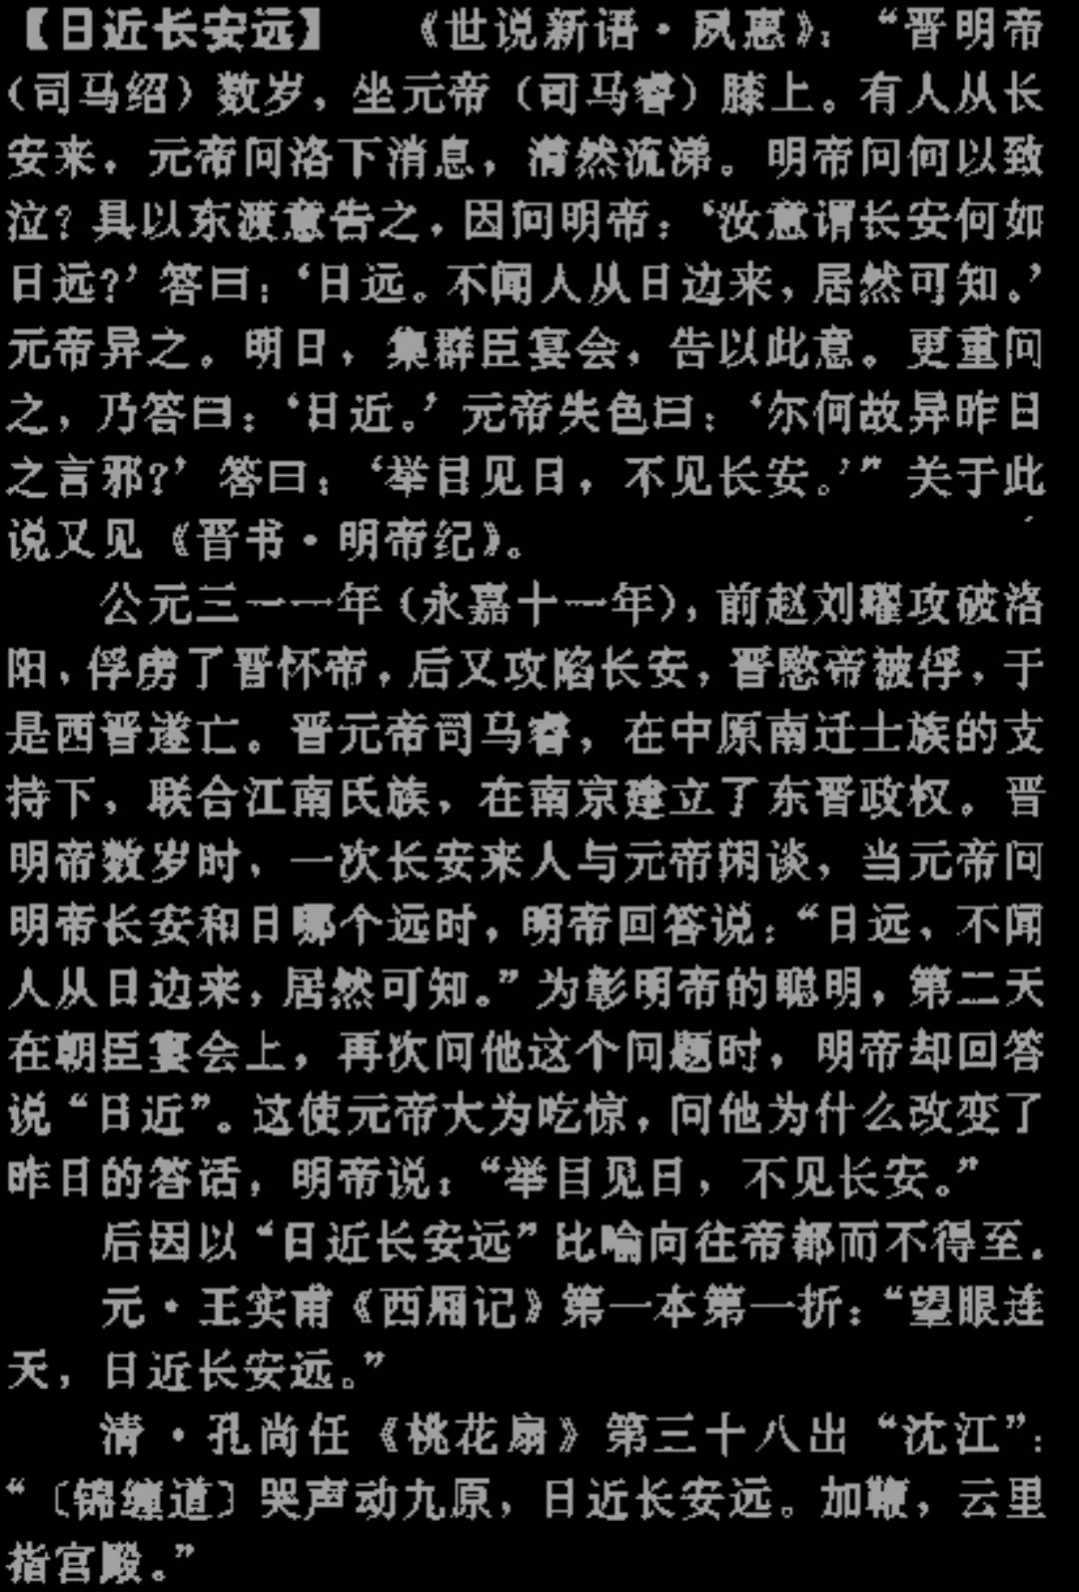 【日近长安远】 《世说新语·夙惠》：“晋明帝
（司马绍）数岁，坐元帝（司马睿）膝上。有人从长
安来，元帝问洛下消息，潸然流涕。明帝问何以致
泣？具以东渡意告之，因问明帝：‘汝意谓长安何如
日远？’答曰：‘日远。不闻人从日边来，居然可知。’
元帝异之。明日，集群臣宴会，告以此意。更重问
之，乃答曰：‘日近。’元帝失色曰：‘尔何故异昨日
之言邪？’答曰：‘举目见日，不见长安。’”关于此
说又见《晋书·明帝纪》。
公元三一一年（永嘉十一年），前赵刘曜攻破洛
阳，俘虏了晋怀帝，后又攻陷长安，晋愍帝被俘，于
是西晋遂亡。晋元帝司马睿，在中原南迁士族的支
持下，联合江南氏族，在南京建立了东晋政权。晋
明帝数岁时，一次长安来人与元帝闲谈，当元帝问
明帝长安和日哪个远时，明帝回答说：“日远，不闻
人从日边来，居然可知。”为彰明帝的聪明，第二天
在朝臣宴会上，再次问他这个问题时，明帝却回答
说“日近”。这使元帝大为吃惊，问他为什么改变了
昨日的答话，明帝说：“举目见日，不见长安。”
后因以“日近长安远”比喻向往帝都而不得至。
元·王实甫《西厢记》第一本第一折：“望眼连
天，日近长安远。”
清·孔尚任《桃花扇》第三十八出“沈江”：
“〔锦缠道〕哭声动九原，日近长安远。加鞭，云里
指宫殿。”